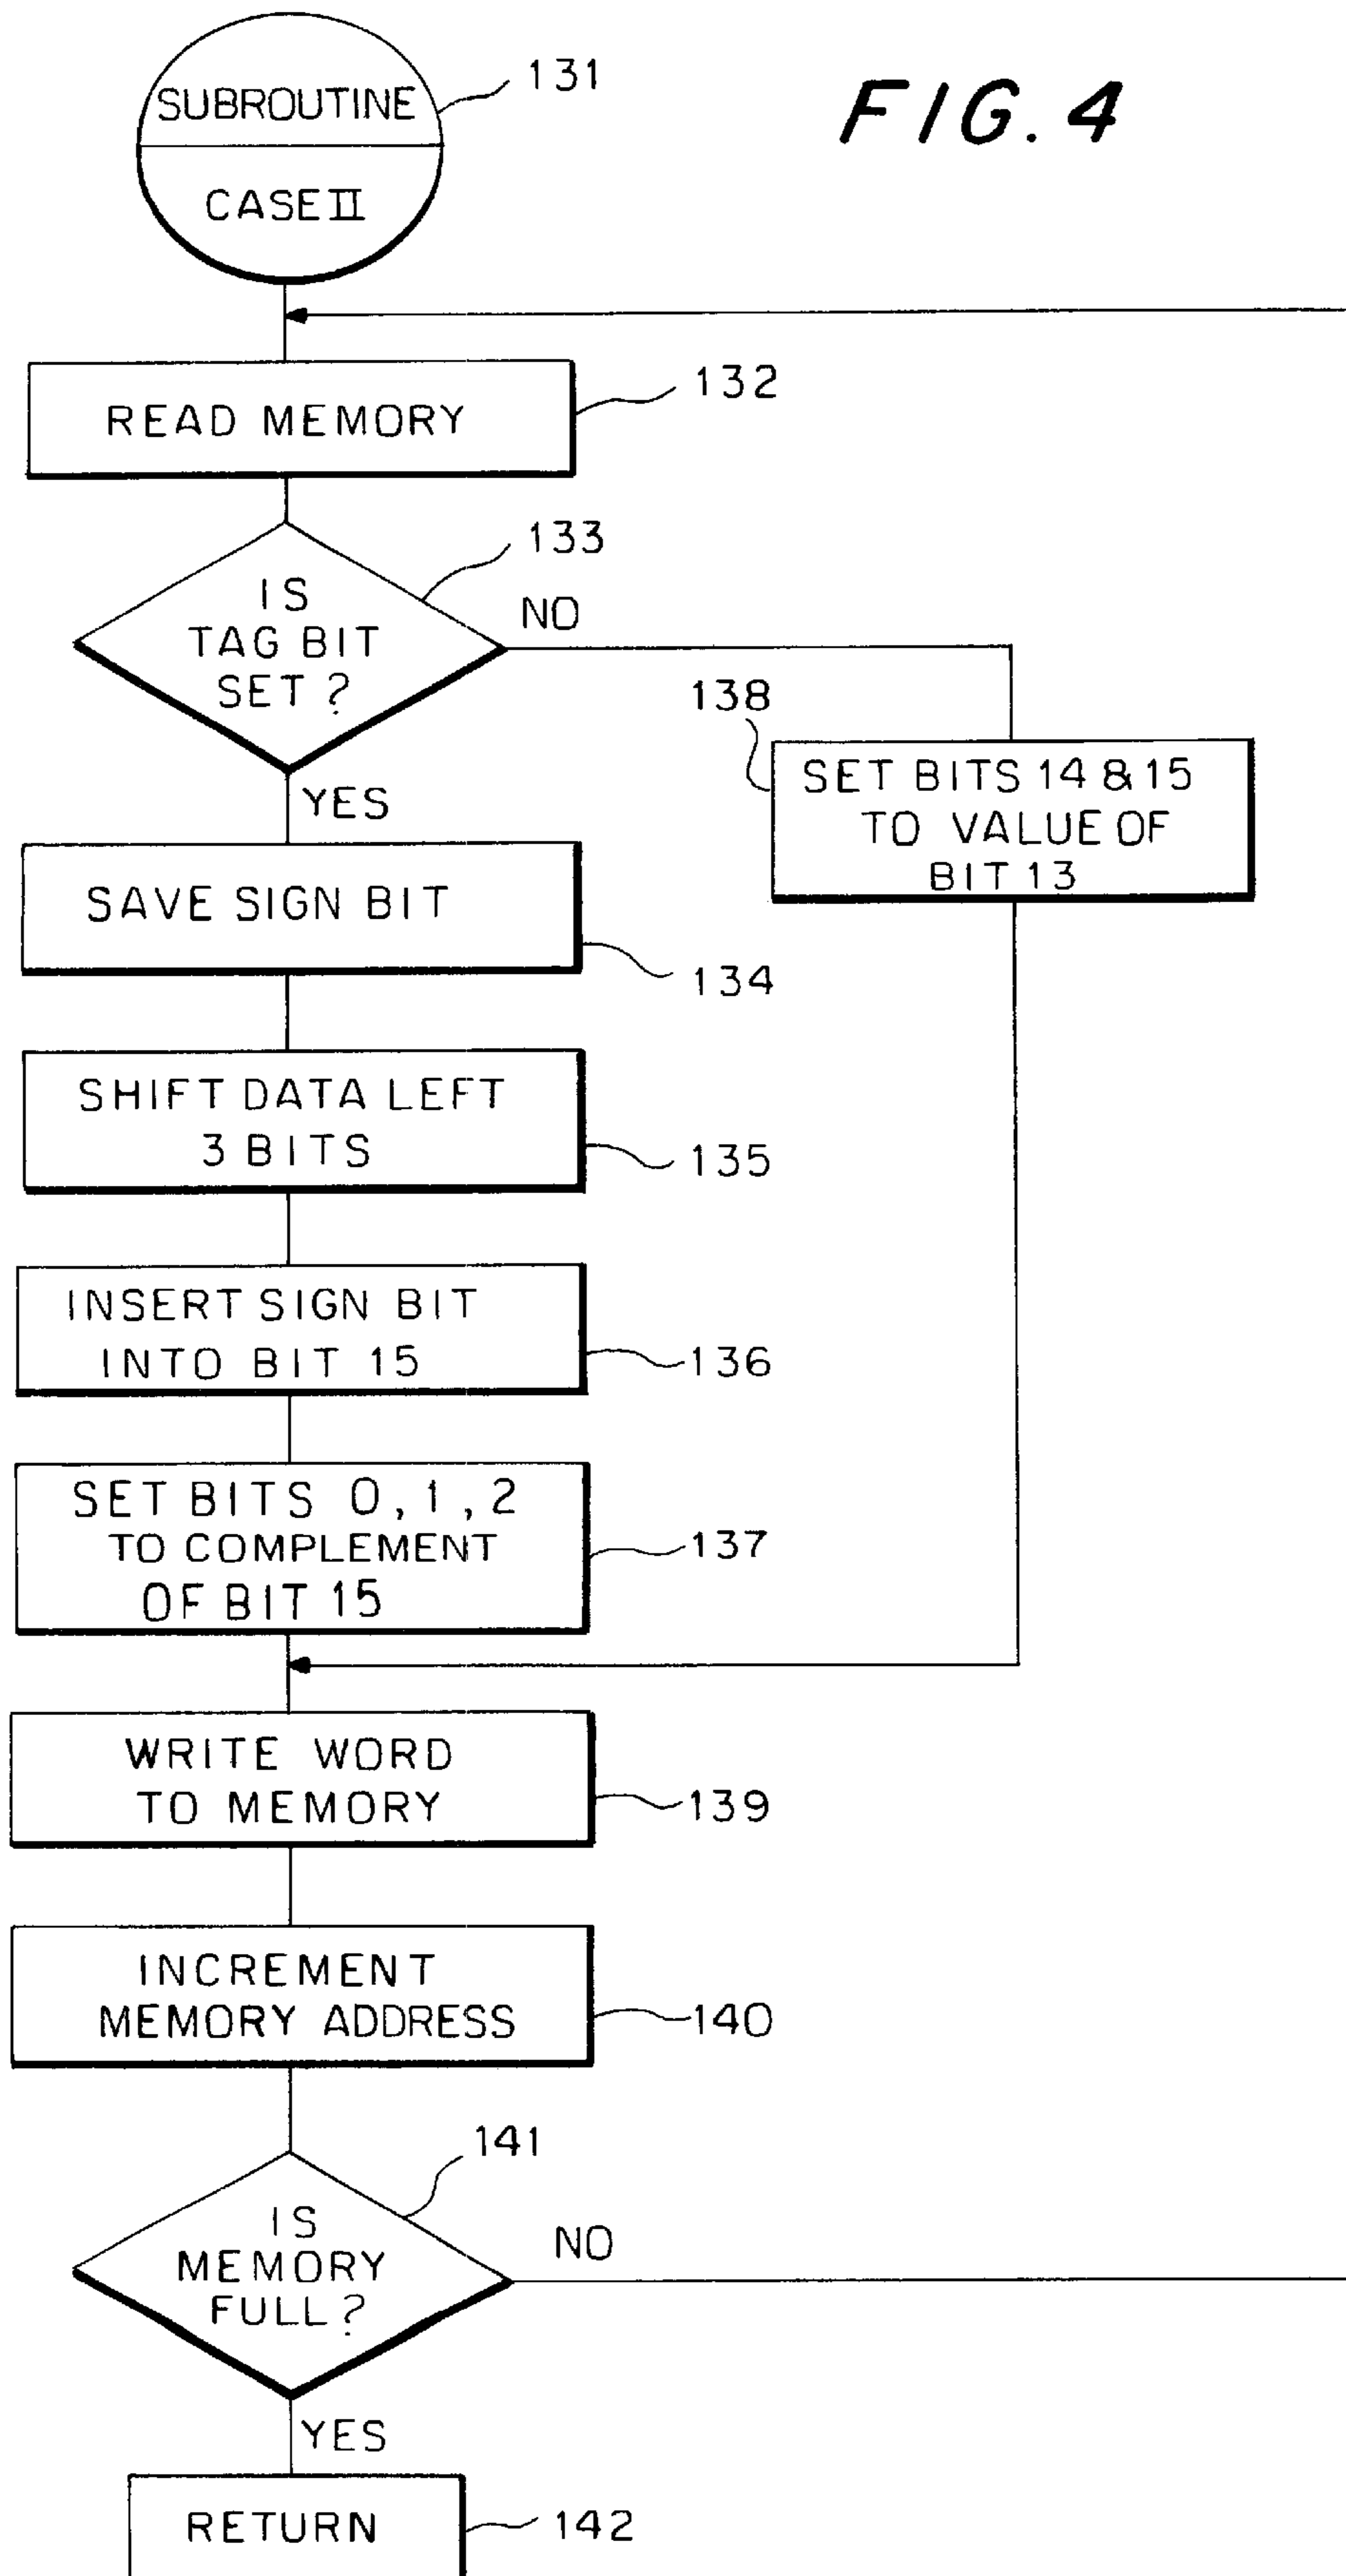 FIG. 4
SUBROUTINE
131
CASE II
READ MEMORY
132
133
IS
TAG BIT
SET?
NO
YES
138
SET BITS 14 & 15
TO VALUE OF
BIT 13
SAVE SIGN BIT
134
SHIFT DATA LEFT
3 BITS
135
INSERT SIGN BIT
INTO BIT 15
136
SET BITS 0, 1, 2
TO COMPLEMENT
OF BIT 15
137
WRITE WORD
TO MEMORY
139
INCREMENT
MEMORY ADDRESS
140
141
IS
MEMORY
FULL?
NO
YES
RETURN
142